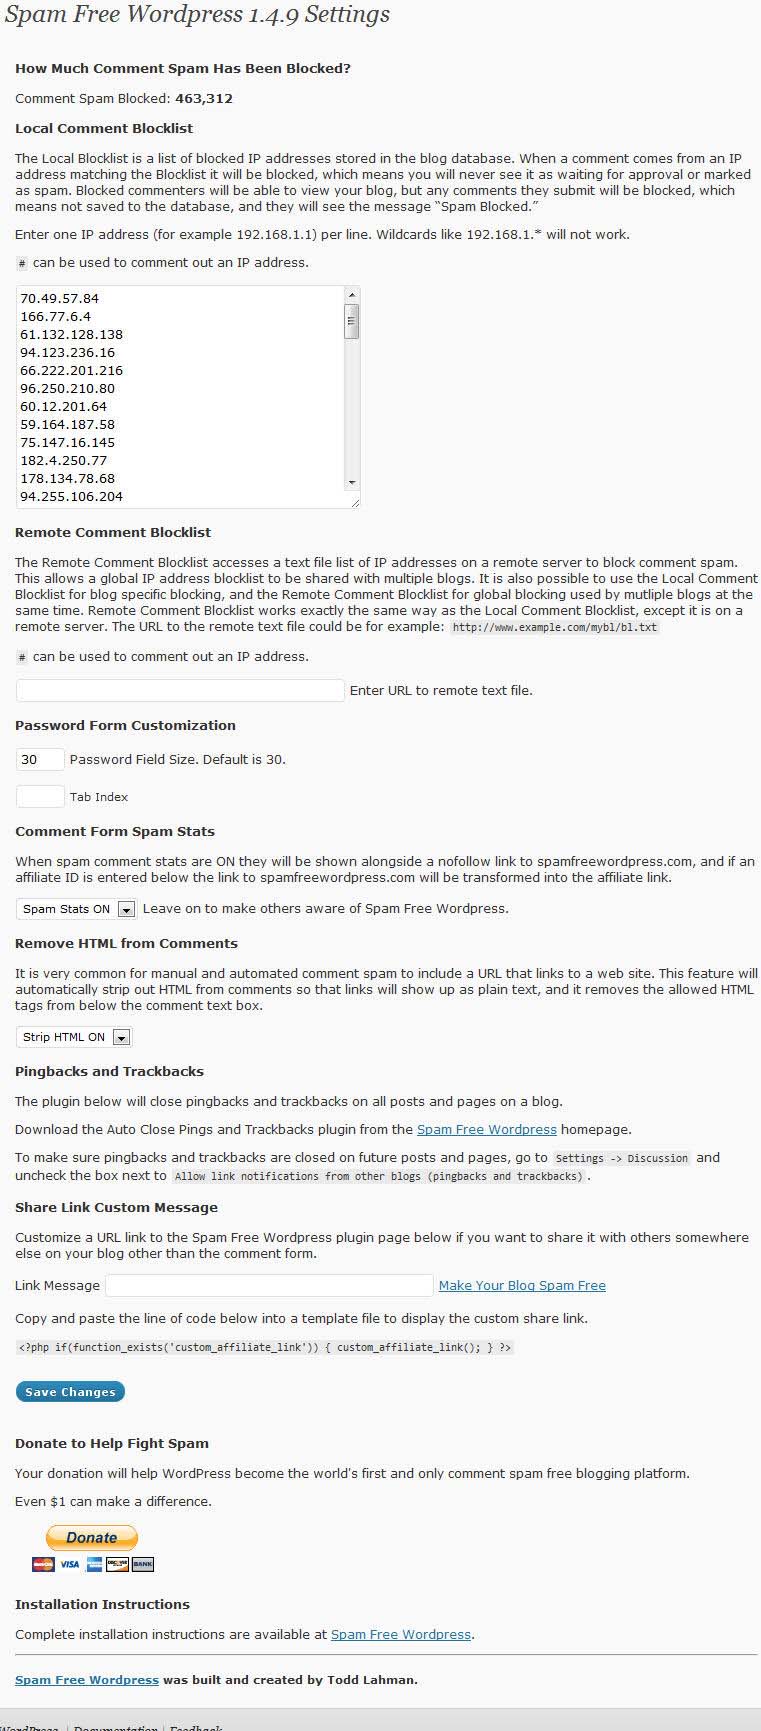 Spam Free Wordpress 1.4.9 Settings
How Much Comment Spam Has Been Blocked?
Comment Spam Blocked: 463,312
Local Comment Blocklist
The Local Blocklist is a list of blocked IP addresses stored in the blog database. When a comment comes from an IP
address matching the Blocklist it will be blocked, which means you will never see it as waiting for approval or marked
as spam. Blocked commenters will be able to view your blog, but any comments they submit will be blocked, which
means not saved to the database, and they will see the message “Spam Blocked.”
Enter one IP address (for example 192.168.1.1) per line. Wildcards like 192.168.1.* will not work.
# can be used to comment out an IP address.
70.49.57.84
166.77.6.4
61.132.128.138
94.123.236.16
66.222.201.216
96.250.210.80
60.12.201.64
59.164.187.58
75.147.16.145
182.4.250.77
178.134.78.68
94.255.106.204
Remote Comment Blocklist
The Remote Comment Blocklist accesses a text file list of IP addresses on a remote server to block comment spam.
This allows a global IP address blocklist to be shared with multiple blogs. It is also possible to use the Local Comment
Blocklist for blog specific blocking, and the Remote Comment Blocklist for global blocking used by mutliple blogs at the
same time. Remote Comment Blocklist works exactly the same way as the Local Comment Blocklist, except it is on a
remote server. The URL to the remote text file could be for example: http://www.example.com/mybl/bl.txt
# can be used to comment out an IP address.
Enter URL to remote text file.
Password Form Customization
30 Password Field Size. Default is 30.
Tab Index
Comment Form Spam Stats
When spam comment stats are ON they will be shown alongside a nofollow link to spamfreewordpress.com, and if an
affiliate ID is entered below the link to spamfreewordpress.com will be transformed into the affiliate link.
Spam Stats ON Leave on to make others aware of Spam Free Wordpress.
Remove HTML from Comments
It is very common for manual and automated comment spam to include a URL that links to a web site. This feature will
automatically strip out HTML from comments so that links will show up as plain text, and it removes the allowed HTML
tags from below the comment text box.
Strip HTML ON
Pingbacks and Trackbacks
The plugin below will close pingbacks and trackbacks on all posts and pages on a blog.
Download the Auto Close Pings and Trackbacks plugin from the Spam Free Wordpress homepage.
To make sure pingbacks and trackbacks are closed on future posts and pages, go to Settings -> Discussion and
uncheck the box next to Allow link notifications from other blogs (pingbacks and trackbacks).
Share Link Custom Message
Customize a URL link to the Spam Free Wordpress plugin page below if you want to share it with others somewhere
else on your blog other than the comment form.
Link Message Make Your Blog Spam Free
Copy and paste the line of code below into a template file to display the custom share link.
<?php if(function_exists('custom_affiliate_link')) { custom_affiliate_link(); } ?>
Save Changes
Donate to Help Fight Spam
Your donation will help WordPress become the world's first and only comment spam free blogging platform.
Even $1 can make a difference.
Donate
VISA BANK
Installation Instructions
Complete installation instructions are available at Spam Free Wordpress.
Spam Free Wordpress was built and created by Todd Lahman.
WordPress. | Documentation | Feedback